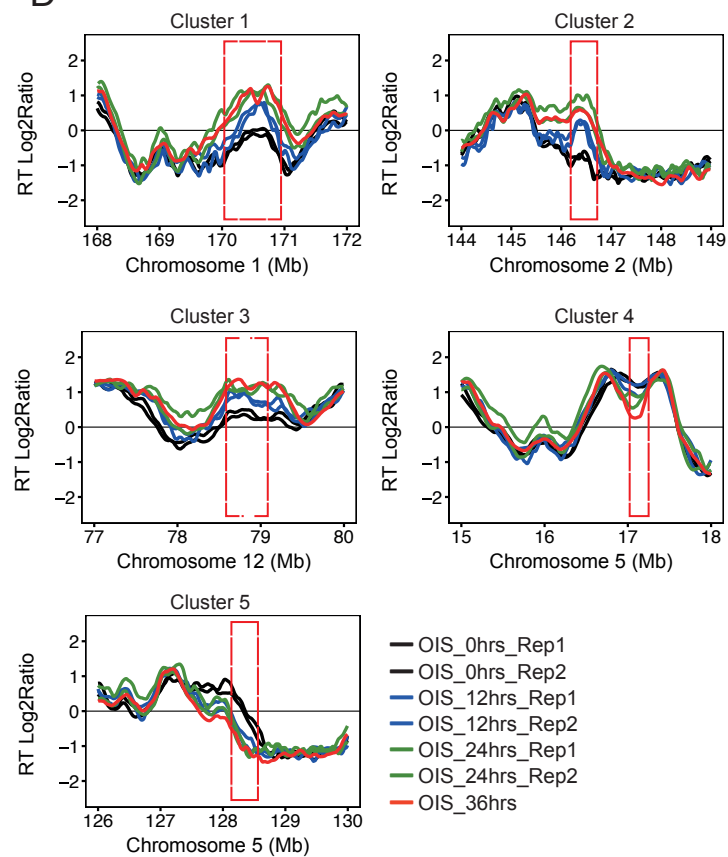 Cluster 1
Cluster 2
RT Log2Ratio
2
1
0
−1
−2
168
169
170
171
172
Chromosome 1 (Mb)
RT Log2Ratio
2
1
0
−1
−2
144
145
146
147
148
149
Chromosome 2 (Mb)
Cluster 3
Cluster 4
RT Log2Ratio
2
1
0
−1
−2
77
78
79
80
Chromosome 12 (Mb)
RT Log2Ratio
2
1
0
−1
−2
15
16
17
18
Chromosome 5 (Mb)
Cluster 5
RT Log2Ratio
2
1
0
−1
−2
126
127
128
129
130
Chromosome 5 (Mb)
OIS_0hrs_Rep1
OIS_0hrs_Rep2
OIS_12hrs_Rep1
OIS_12hrs_Rep2
OIS_24hrs_Rep1
OIS_24hrs_Rep2
OIS_36hrs